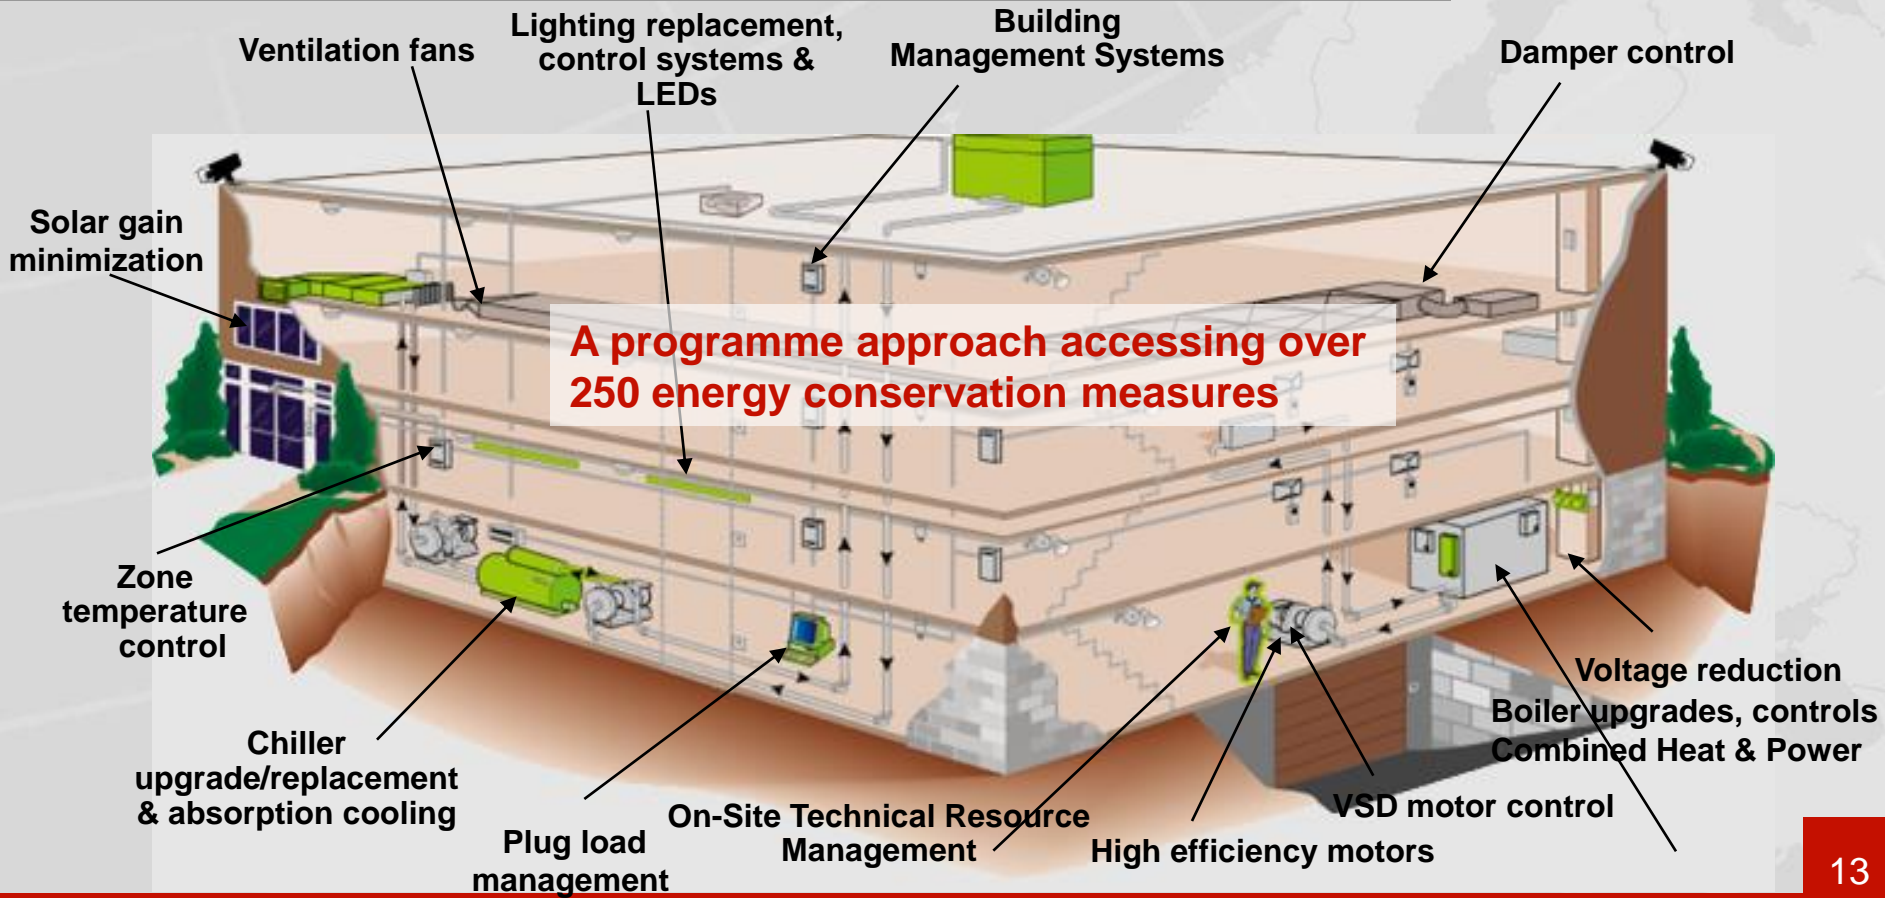 Ventilation fans
Lighting replacement,
control systems &
LEDs
Building
Management Systems
Damper control
Solar gain
minimization
A programme approach accessing over
250 energy conservation measures
Zone
temperature
control
Chiller
upgrade/replacement
& absorption cooling
Plug load
management
On-Site Technical Resource
Management
High efficiency motors
VSD motor control
Voltage reduction
Boiler upgrades, controls
Combined Heat & Power
13